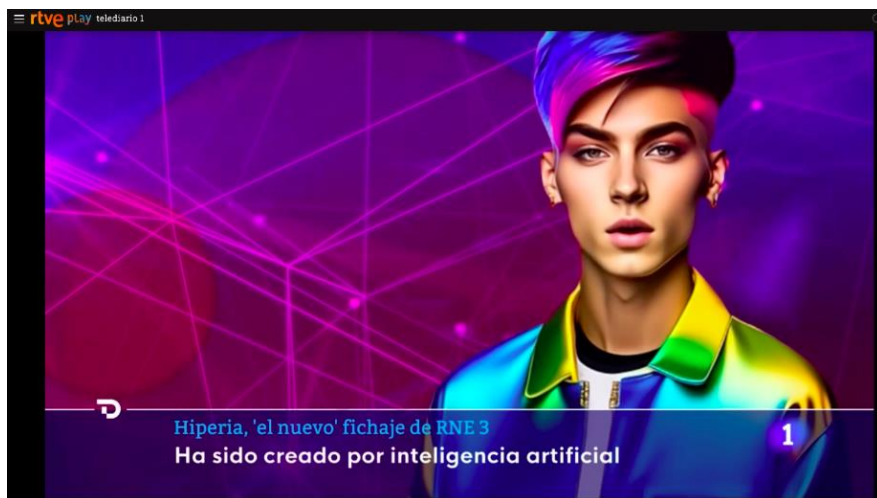 rtve play telediario 1
Hiperia, 'el nuevo' fichaje de RNE 3
Ha sido creado por inteligencia artificial
1